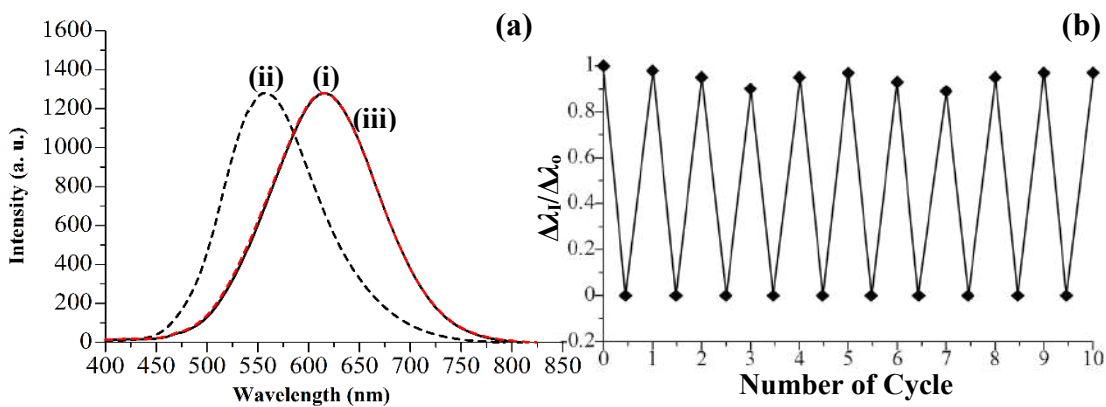 (a)
1600
1400
1200
1000
800
600
400
200
0
Intensity (a. u.)
(ii)
(i)
(iii)
400 450 500 550 600 650 700 750 800 850
Wavelength (nm)
(b)
1
0.8
0.6
0.4
0.2
0
-0.2
ΔλI/Δλo
0 1 2 3 4 5 6 7 8 9 10
Number of Cycle